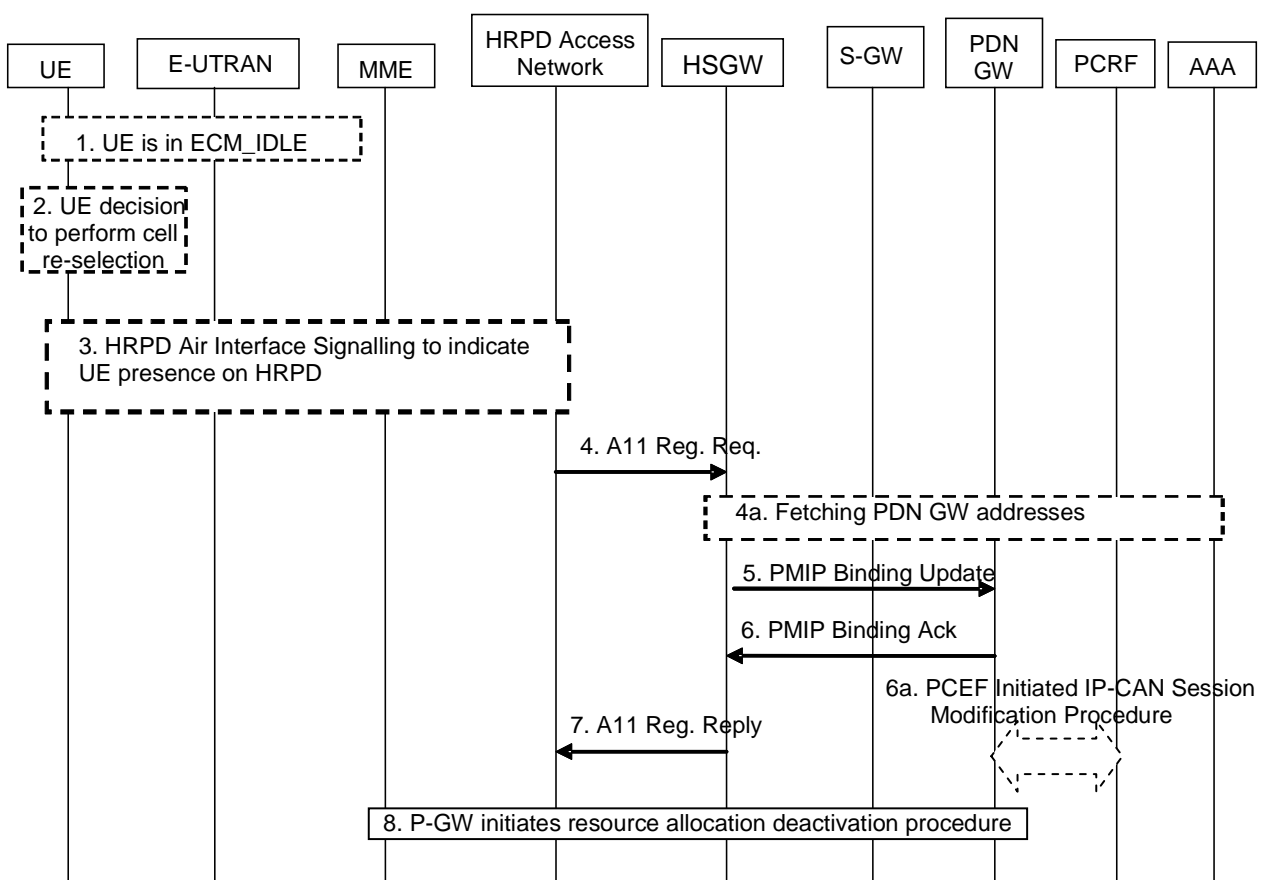 UE
E-UTRAN
MME
HRPD Access
Network
HSGW
S-GW
PDN
GW
PCRF
AAA
1. UE is in ECM_IDLE
2. UE decision
to perform cell
re-selection
3. HRPD Air Interface Signalling to indicate
UE presence on HRPD
4. A11 Reg. Req.
4a. Fetching PDN GW addresses
5. PMIP Binding Update
6. PMIP Binding Ack
6a. PCEF Initiated IP-CAN Session
Modification Procedure
7. A11 Reg. Reply
8. P-GW initiates resource allocation deactivation procedure